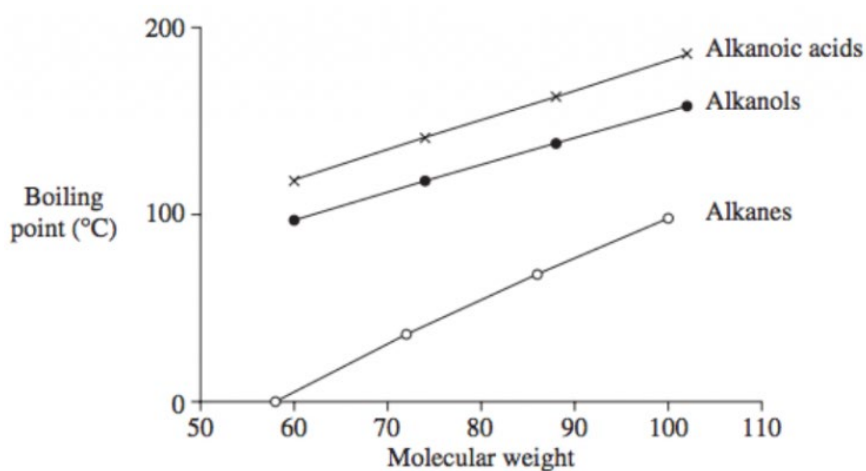 200
Alkanoic acids
Alkanols
Boiling
point (°C)
100
Alkanes
0
50 60 70 80 90 100 110
Molecular weight